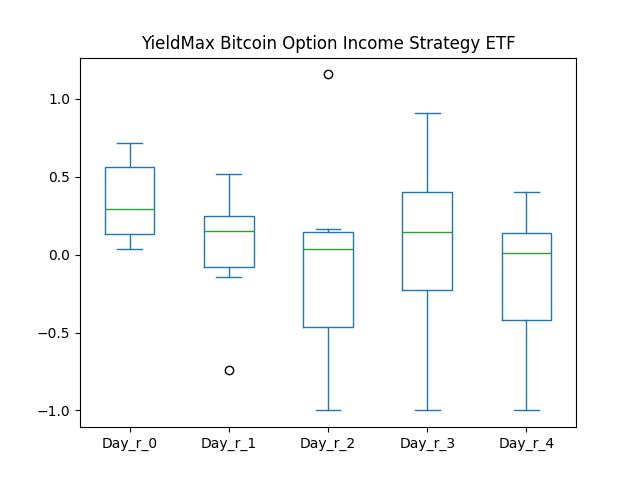 YieldMax Bitcoin Option Income Strategy ETF
1.0
0.5
0.0
−0.5
−1.0
Day_r_0 Day_r_1 Day_r_2 Day_r_3 Day_r_4